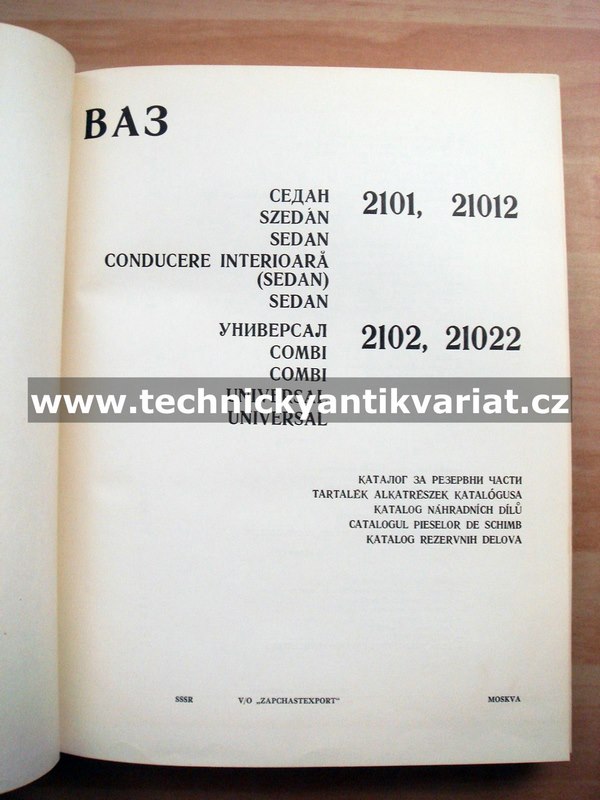 ВАЗ
СЕДАН
SZEDÁN
SEDAN
CONDUCERE INTERIOARĂ
(SEDAN)
SEDAN
2101, 21012
УНИВЕРСАЛ
COMBI
COMBI
UNIVERSAL
UNIVERSAL
2102, 21022
www.technickyantikvariat.cz
КАТАЛОГ ЗА РЕЗЕРВНИ ЧАСТИ
TARTALÉK ALKATRÉSZEK KATALÓGUSA
KATALOG NÁHRADNÍCH DÍLŮ
CATALOGUL PIESELOR DE SCHIMB
KATALOG REZERVNIH DELOVA
SSSR V/O „ZAPCHASTEXPORT“ MOSKVA